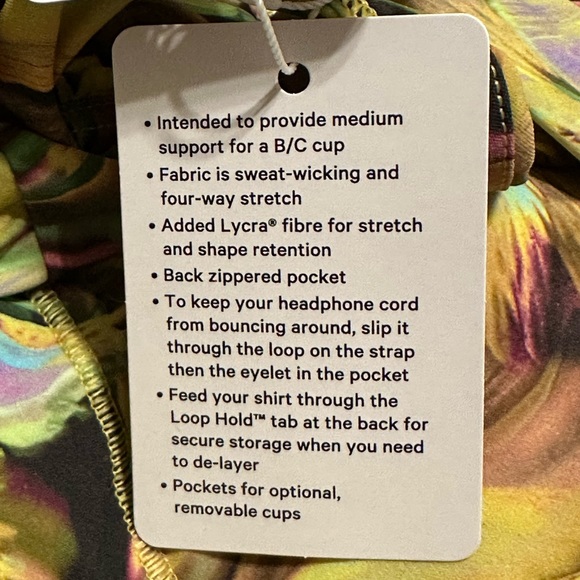 • Intended to provide medium
support for a B/C cup
• Fabric is sweat-wicking and
four-way stretch
• Added Lycra® fibre for stretch
and shape retention
• Back zippered pocket
• To keep your headphone cord
from bouncing around, slip it
through the loop on the strap
then the eyelet in the pocket
• Feed your shirt through the
Loop Hold™ tab at the back for
secure storage when you need
to de-layer
• Pockets for optional,
removable cups